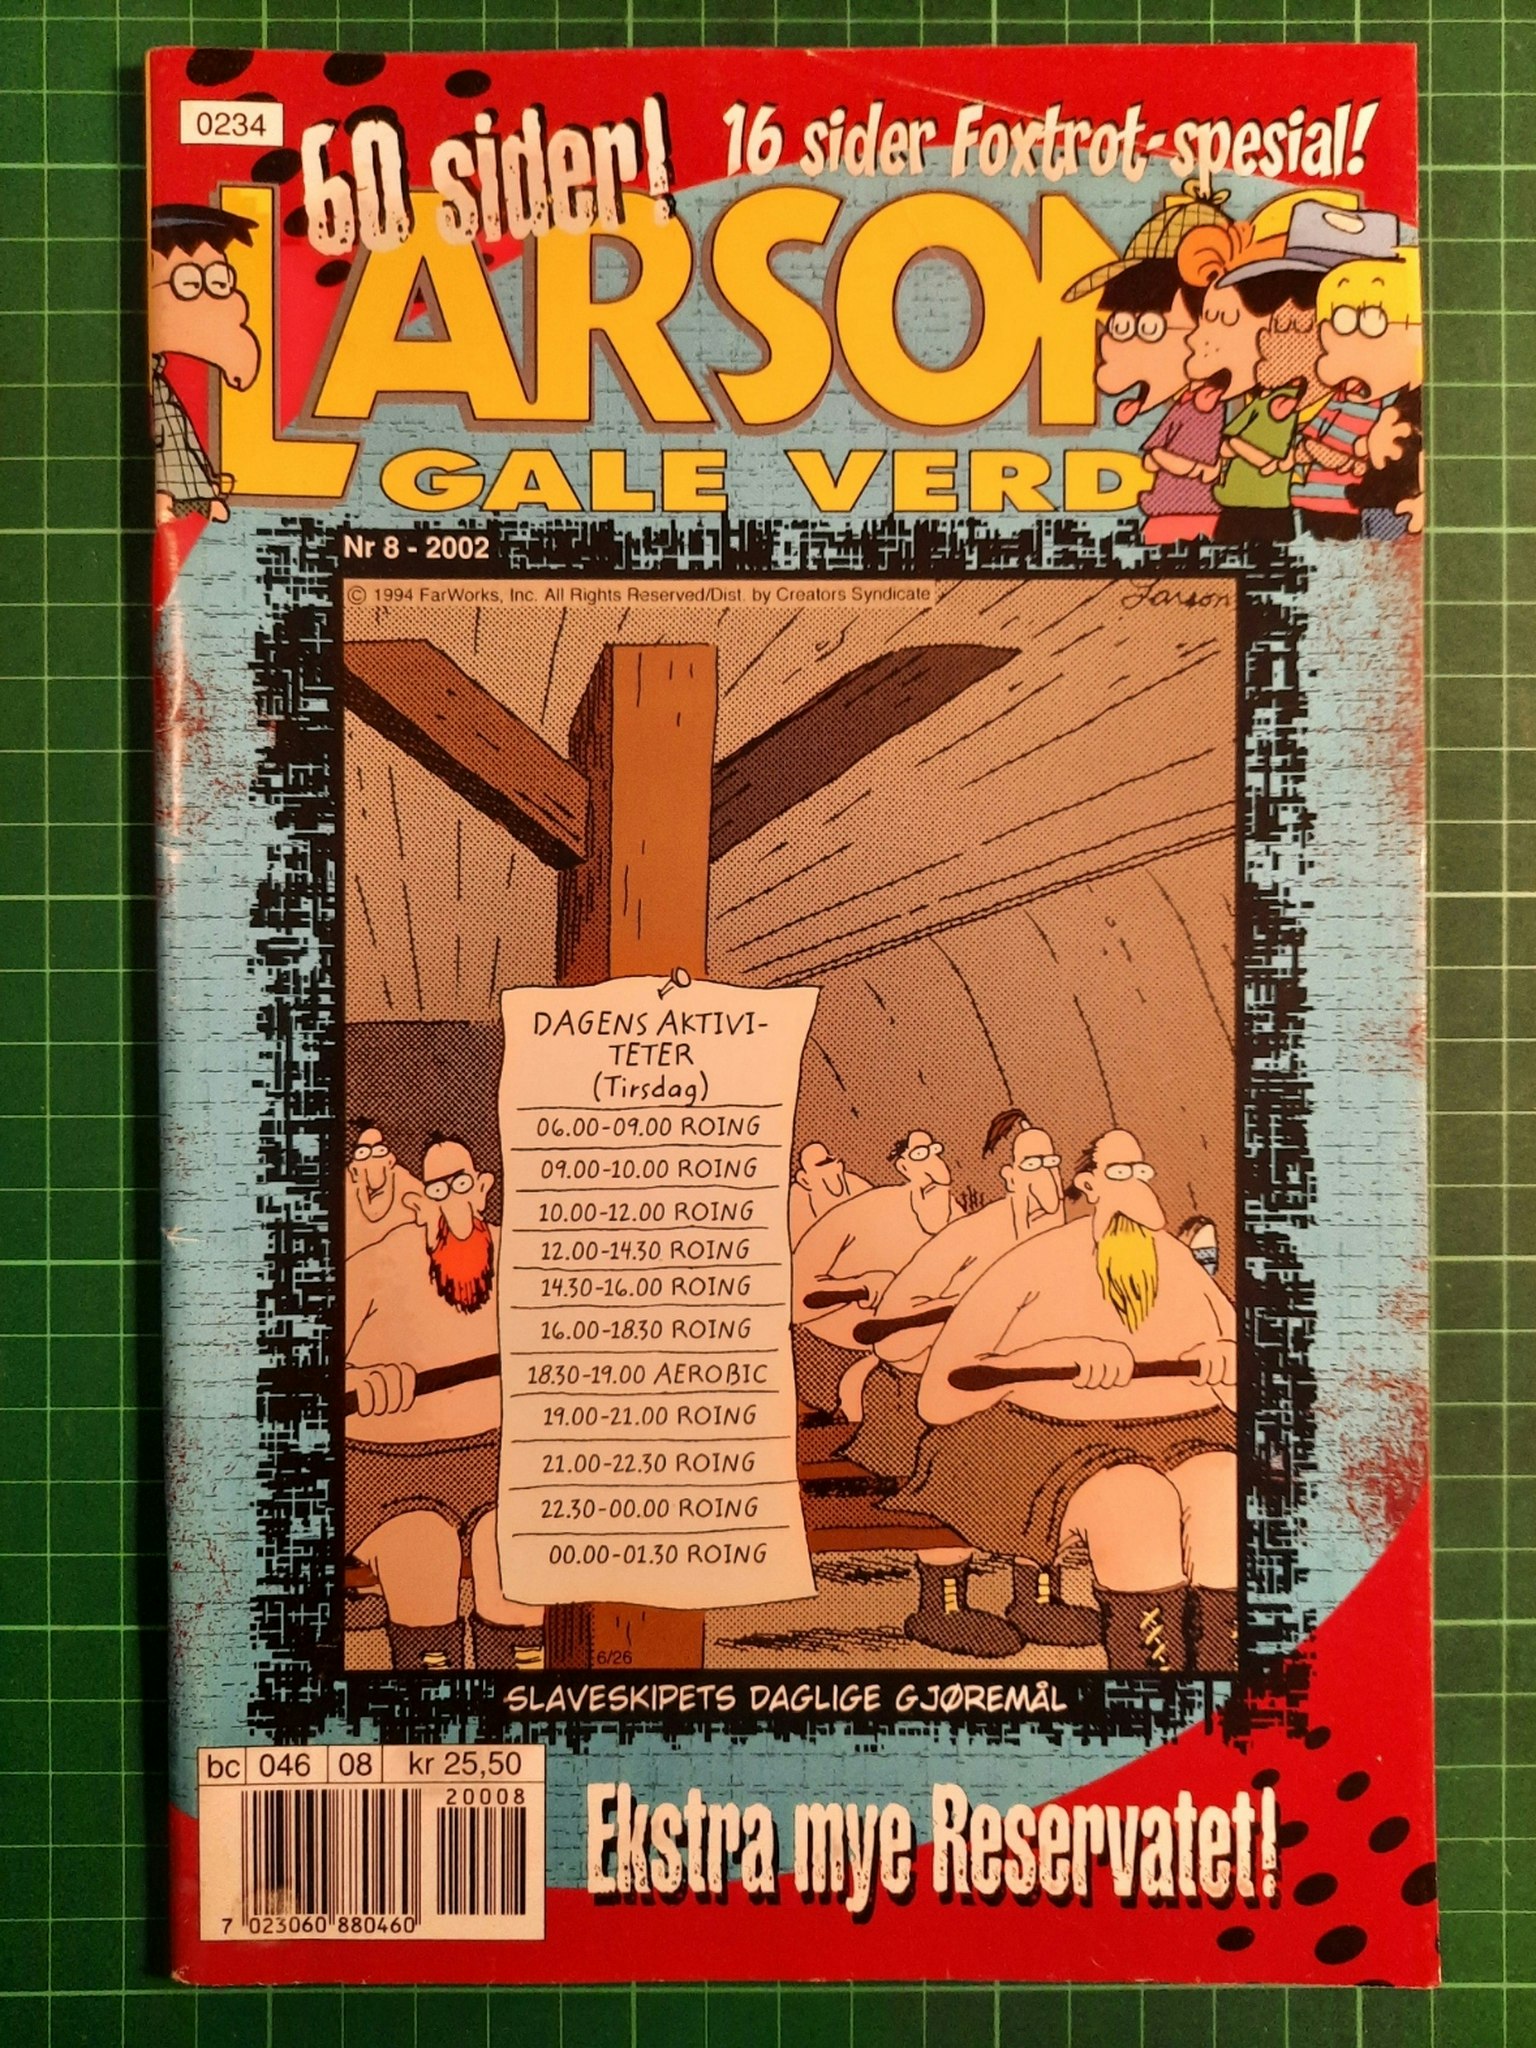 0234
60 sider!
16 sider Foxtrot-spesial!
LARSONS
GALE VERD
Nr 8 - 2002
© 1994 FarWorks, Inc. All Rights Reserved/Dist. by Creators Syndicate
Larson
DAGENS AKTIVI-
TETER
(Tirsdag)
06.00-09.00 ROING
09.00-10.00 ROING
10.00-12.00 ROING
12.00-14.30 ROING
14.30-16.00 ROING
16.00-18.30 ROING
18.30-19.00 AEROBIC
19.00-21.00 ROING
21.00-22.30 ROING
22.30-00.00 ROING
00.00-01.30 ROING
6/26
SLAVESKIPETS DAGLIGE GJØREMÅL
bc 046 08 kr 25,50
20008
7 023060 880460
Ekstra mye Reservatet!